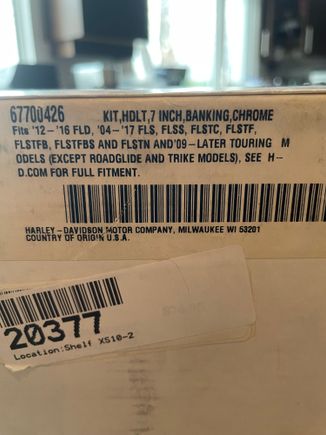 67700426 KIT,HDLT,7 INCH,BANKING,CHROME
Fits '12-'16 FLD, '04-'17 FLS, FLSS, FLSTC, FLSTF,
FLSTFB, FLSTFBS and FLSTN AND'09-LATER TOURING M
ODELS (EXCEPT ROADGLIDE AND TRIKE MODELS), SEE H-
D.COM FOR FULL FITMENT.
HARLEY-DAVIDSON MOTOR COMPANY, MILWAUKEE WI 53201
COUNTRY OF ORIGIN U.S.A.
20377
Location:Shelf XS10-2